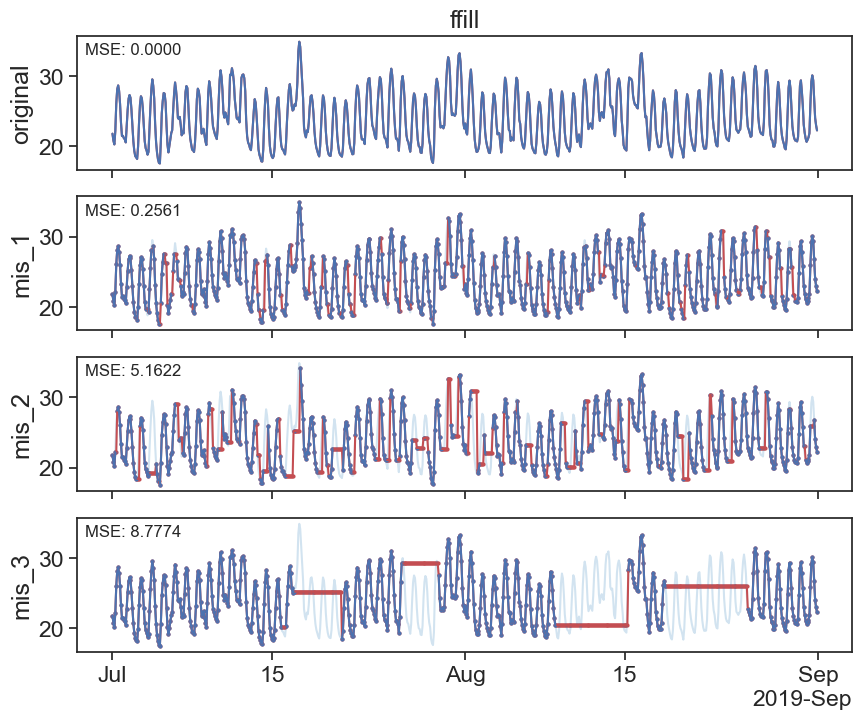 ffill
original
30
20
MSE: 0.0000
mis_1
30
20
MSE: 0.2561
mis_2
30
20
MSE: 5.1622
mis_3
30
20
MSE: 8.7774
Jul 15 Aug 15 Sep
2019-Sep